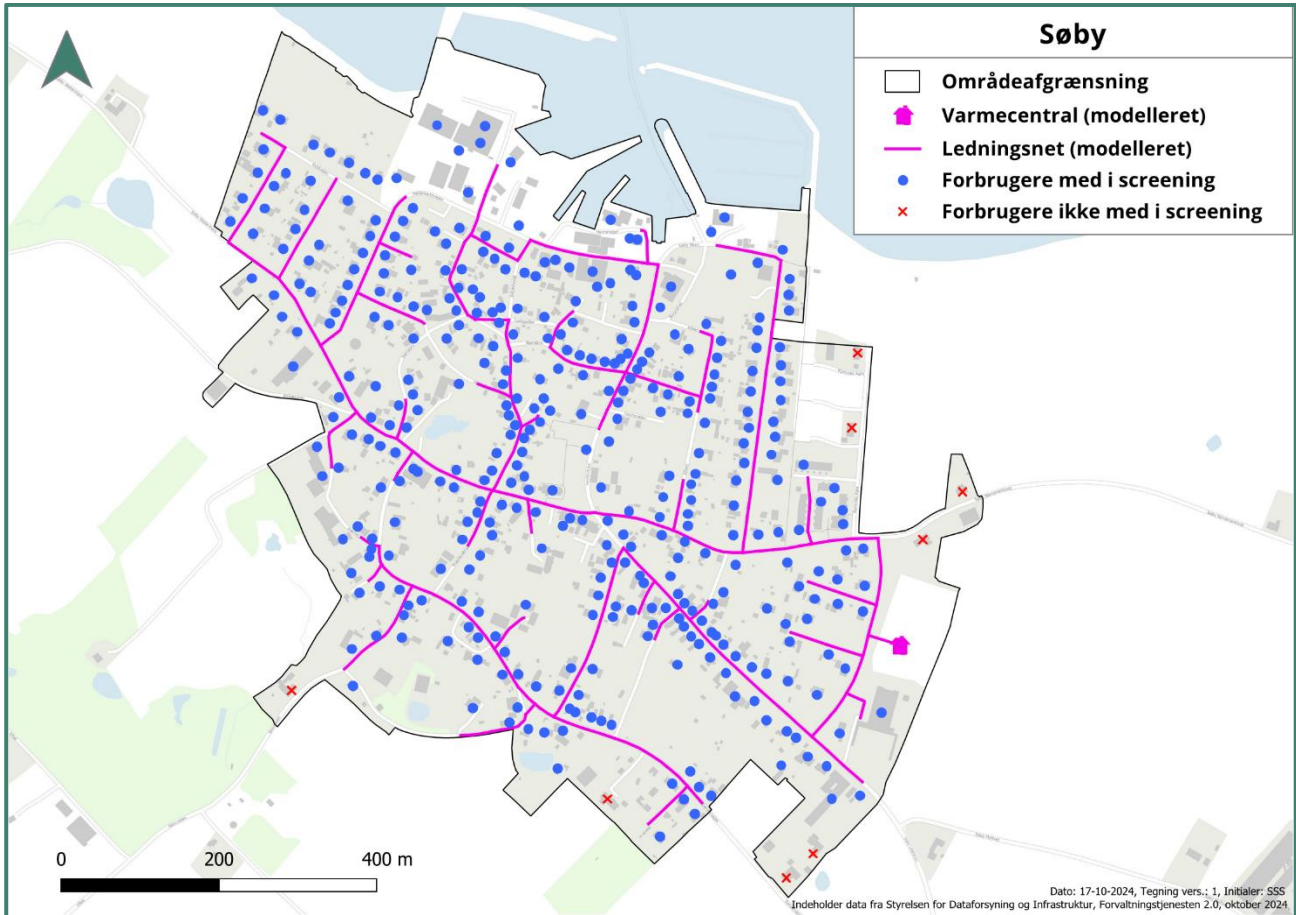 Søby
Områdeafgrænsning
Varmecentral (modelleret)
Ledningsnet (modelleret)
Forbrugere med i screening
Forbrugere ikke med i screening
0 200 400 m
Dato: 17-10-2024, Tegning vers.: 1, Initialer: SSS
Indeholder data fra Styrelsen for Dataforsyning og Infrastruktur, Forvaltningstjenesten 2.0, oktober 2024